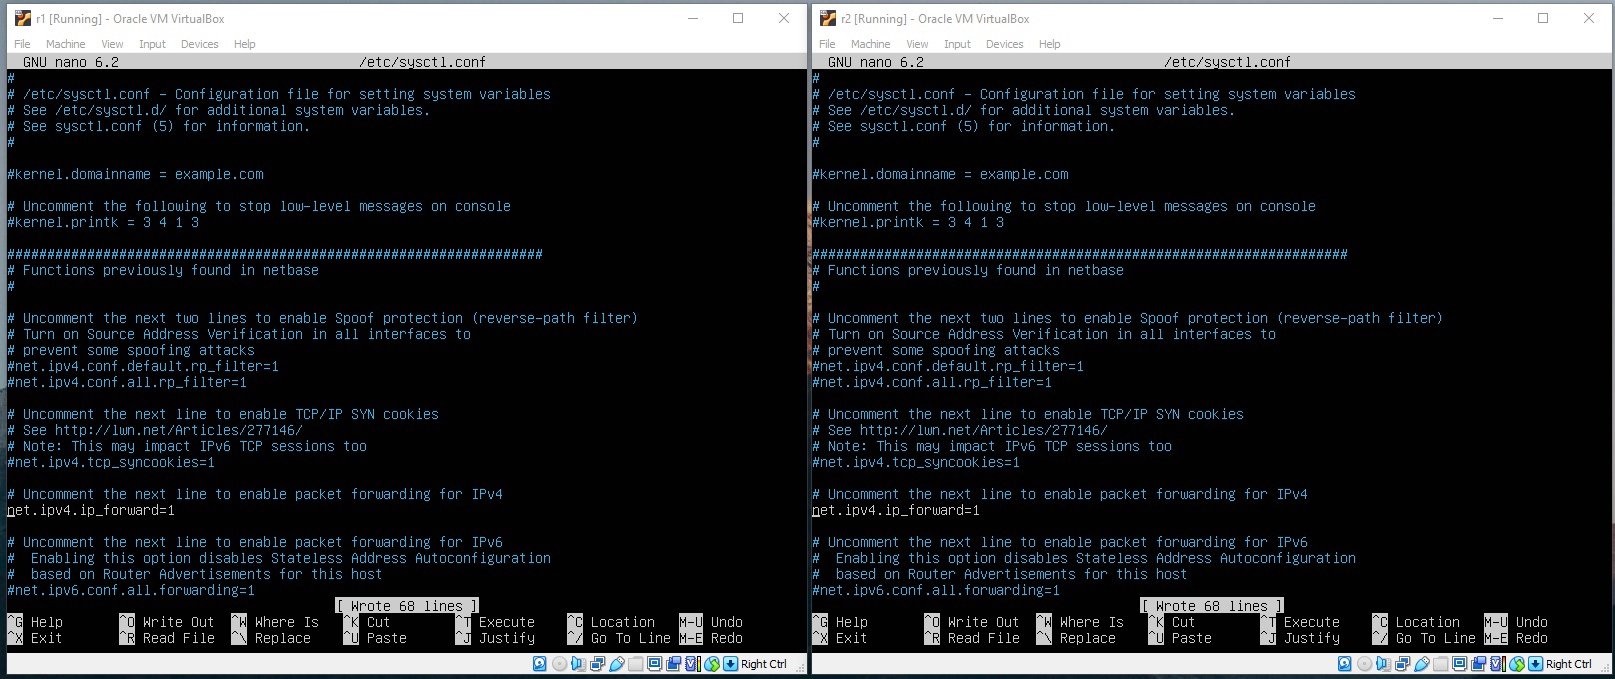 r1 [Running] - Oracle VM VirtualBox
File Machine View Input Devices Help
GNU nano 6.2 /etc/sysctl.conf
#
# /etc/sysctl.conf - Configuration file for setting system variables
# See /etc/sysctl.d/ for additional system variables.
# See sysctl.conf (5) for information.
#
#kernel.domainname = example.com
# Uncomment the following to stop low-level messages on console
#kernel.printk = 3 4 1 3
###################################################################
# Functions previously found in netbase
#
# Uncomment the next two lines to enable Spoof protection (reverse-path filter)
# Turn on Source Address Verification in all interfaces to
# prevent some spoofing attacks
#net.ipv4.conf.default.rp_filter=1
#net.ipv4.conf.all.rp_filter=1
# Uncomment the next line to enable TCP/IP SYN cookies
# See http://lwn.net/Articles/277146/
# Note: This may impact IPv6 TCP sessions too
#net.ipv4.tcp_syncookies=1
# Uncomment the next line to enable packet forwarding for IPv4
net.ipv4.ip_forward=1
# Uncomment the next line to enable packet forwarding for IPv6
#  Enabling this option disables Stateless Address Autoconfiguration
#  based on Router Advertisements for this host
#net.ipv6.conf.all.forwarding=1
[ Wrote 68 lines ]
^G Help ^O Write Out ^W Where Is ^K Cut ^T Execute ^C Location M-U Undo
^X Exit ^R Read File ^\ Replace ^U Paste ^J Justify ^/ Go To Line M-E Redo
Right Ctrl
r2 [Running] - Oracle VM VirtualBox
File Machine View Input Devices Help
GNU nano 6.2 /etc/sysctl.conf
#
# /etc/sysctl.conf - Configuration file for setting system variables
# See /etc/sysctl.d/ for additional system variables.
# See sysctl.conf (5) for information.
#
#kernel.domainname = example.com
# Uncomment the following to stop low-level messages on console
#kernel.printk = 3 4 1 3
###################################################################
# Functions previously found in netbase
#
# Uncomment the next two lines to enable Spoof protection (reverse-path filter)
# Turn on Source Address Verification in all interfaces to
# prevent some spoofing attacks
#net.ipv4.conf.default.rp_filter=1
#net.ipv4.conf.all.rp_filter=1
# Uncomment the next line to enable TCP/IP SYN cookies
# See http://lwn.net/Articles/277146/
# Note: This may impact IPv6 TCP sessions too
#net.ipv4.tcp_syncookies=1
# Uncomment the next line to enable packet forwarding for IPv4
net.ipv4.ip_forward=1
# Uncomment the next line to enable packet forwarding for IPv6
#  Enabling this option disables Stateless Address Autoconfiguration
#  based on Router Advertisements for this host
#net.ipv6.conf.all.forwarding=1
[ Wrote 68 lines ]
^G Help ^O Write Out ^W Where Is ^K Cut ^T Execute ^C Location M-U Undo
^X Exit ^R Read File ^\ Replace ^U Paste ^J Justify ^/ Go To Line M-E Redo
Right Ctrl